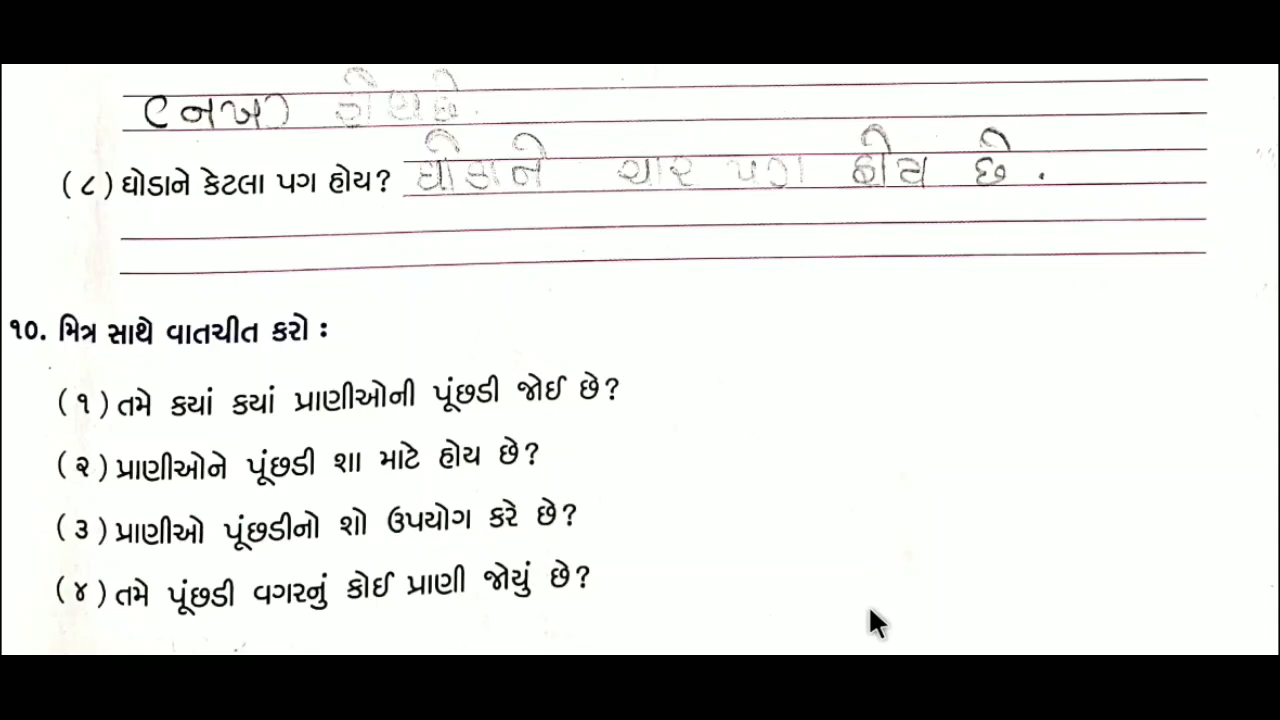 (નખ) હોય છે.
(૮) ઘોડાને કેટલા પગ હોય? ઘોડાને ચાર પગ હોય છે.
૧૦. મિત્ર સાથે વાતચીત કરો :
(૧) તમે કયાં કયાં પ્રાણીઓની પૂંછડી જોઈ છે?
(૨) પ્રાણીઓને પૂંછડી શા માટે હોય છે?
(૩) પ્રાણીઓ પૂંછડીનો શો ઉપયોગ કરે છે?
(૪) તમે પૂંછડી વગરનું કોઈ પ્રાણી જોયું છે?